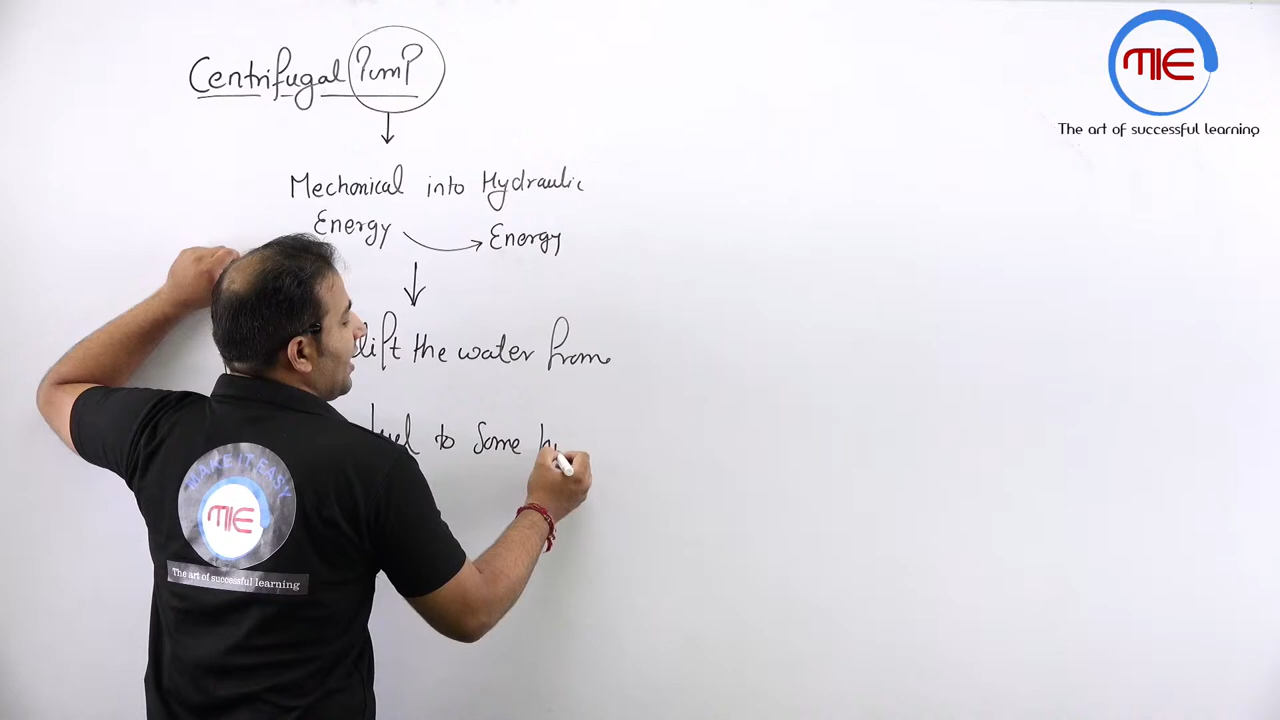 Centrifugal PumP
Mechanical into Hydraulic
Energy Energy
lift the water from
to Some
MIE
The art of successful learning
MAKE IT EASY
MIE
The art of successful learning